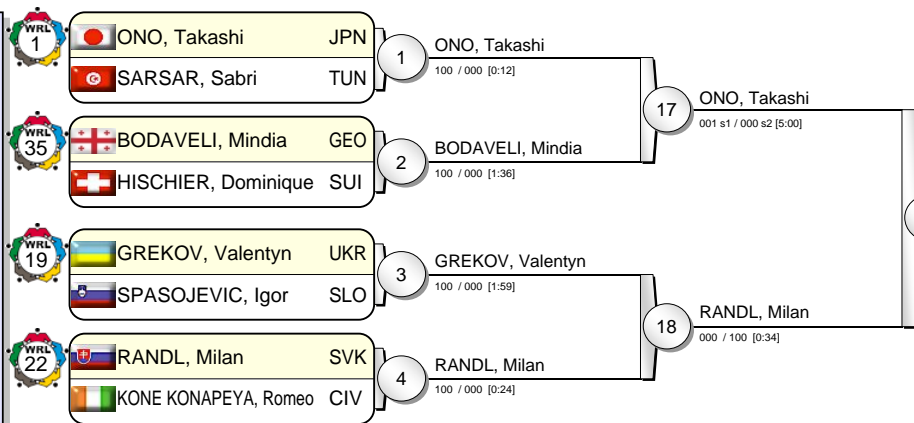 WRL
1
ONO, Takashi JPN
SARSAR, Sabri TUN
1
ONO, Takashi
100 / 000 [0:12]
WRL
35
BODAVELI, Mindia GEO
HISCHIER, Dominique SUI
2
BODAVELI, Mindia
100 / 000 [1:36]
17
ONO, Takashi
001 s1 / 000 s2 [5:00]
WRL
19
GREKOV, Valentyn UKR
SPASOJEVIC, Igor SLO
3
GREKOV, Valentyn
100 / 000 [1:59]
WRL
22
RANDL, Milan SVK
KONE KONAPEYA, Romeo CIV
4
RANDL, Milan
100 / 000 [0:24]
18
RANDL, Milan
000 / 100 [0:34]